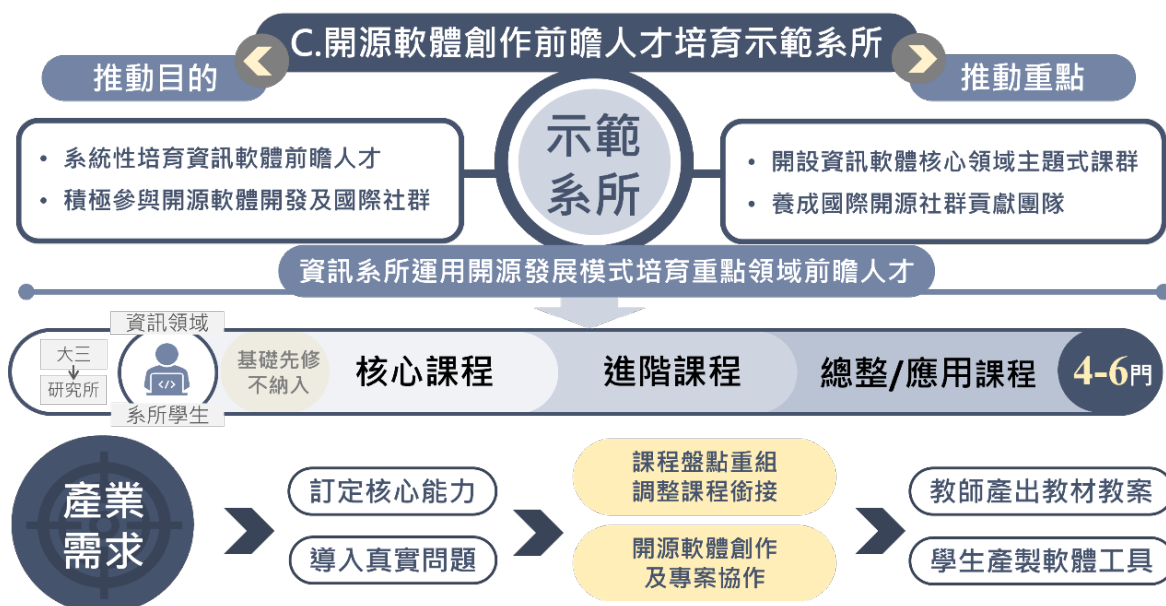 C.開源軟體創作前瞻人才培育示範系所
推動目的
推動重點
示範
系所
• 系統性培育資訊軟體前瞻人才
• 積極參與開源軟體開發及國際社群
• 開設資訊軟體核心領域主題式課群
• 養成國際開源社群貢獻團隊
資訊系所運用開源發展模式培育重點領域前瞻人才
大三
研究所
資訊領域
</>
系所學生
基礎先修
不納入
核心課程
進階課程
總整/應用課程
4-6門
產業
需求
訂定核心能力
導入真實問題
課程盤點重組
調整課程銜接
開源軟體創作
及專案協作
教師產出教材教案
學生產製軟體工具